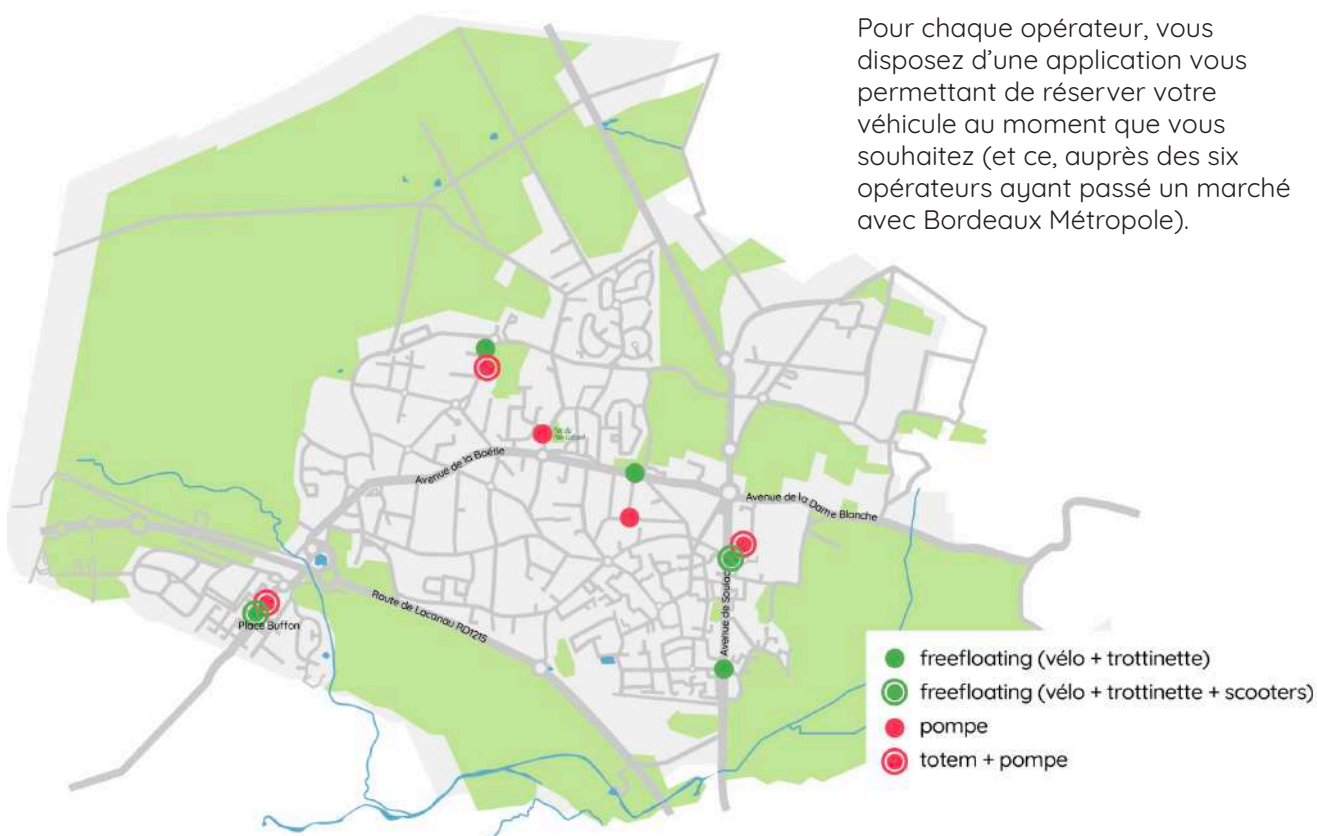 Pour chaque opérateur, vous
disposez d’une application vous
permettant de réserver votre
véhicule au moment que vous
souhaitez (et ce, auprès des six
opérateurs ayant passé un marché
avec Bordeaux Métropole).
Avenue de la Boétie
Avenue de la Dame Blanche
Avenue de Soulac
Route de Lacanau RD1215
Place Buffon
freefloating (vélo + trottinette)
freefloating (vélo + trottinette + scooters)
pompe
totem + pompe